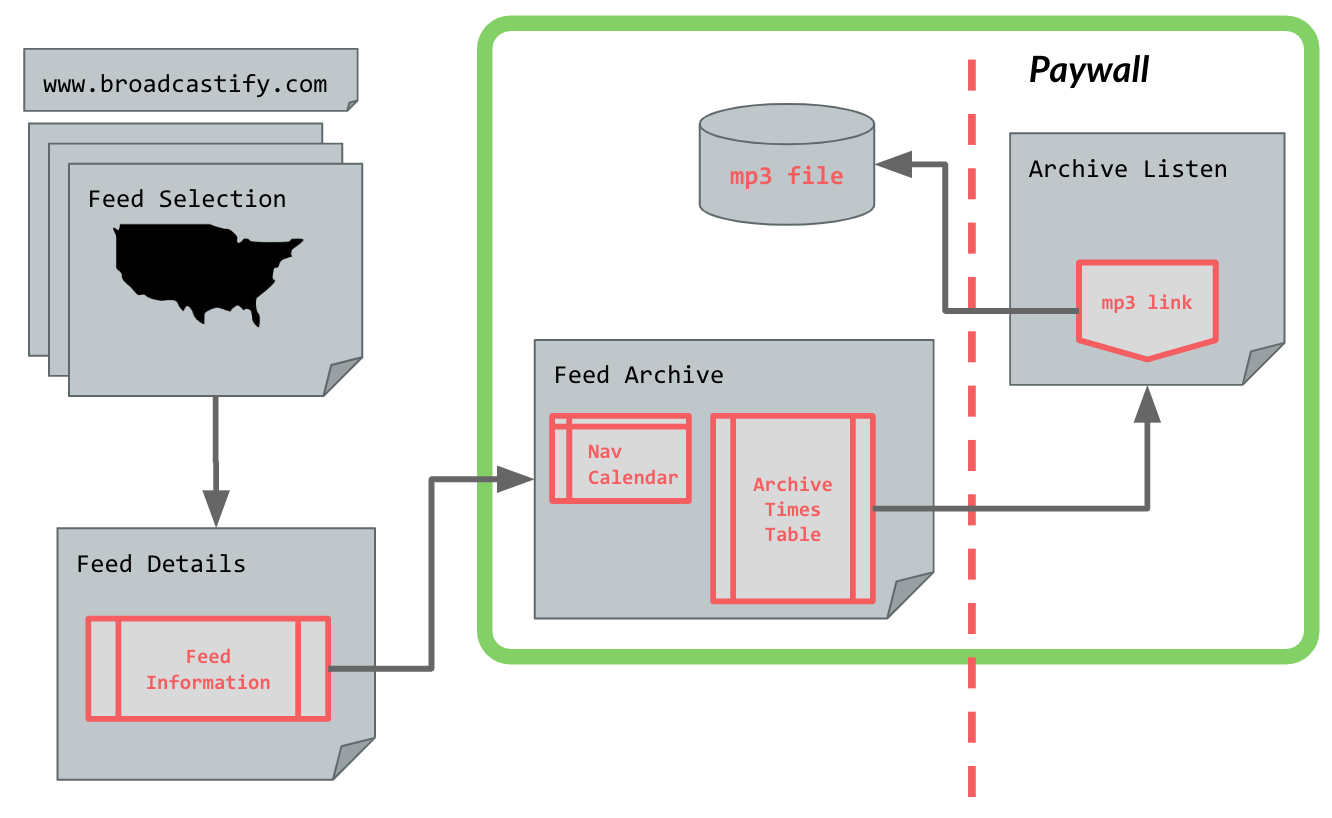 www.broadcastify.com
Feed Selection
Feed Details
Feed
Information
Paywall
mp3 file
Archive Listen
mp3 link
Feed Archive
Nav
Calendar
Archive
Times
Table